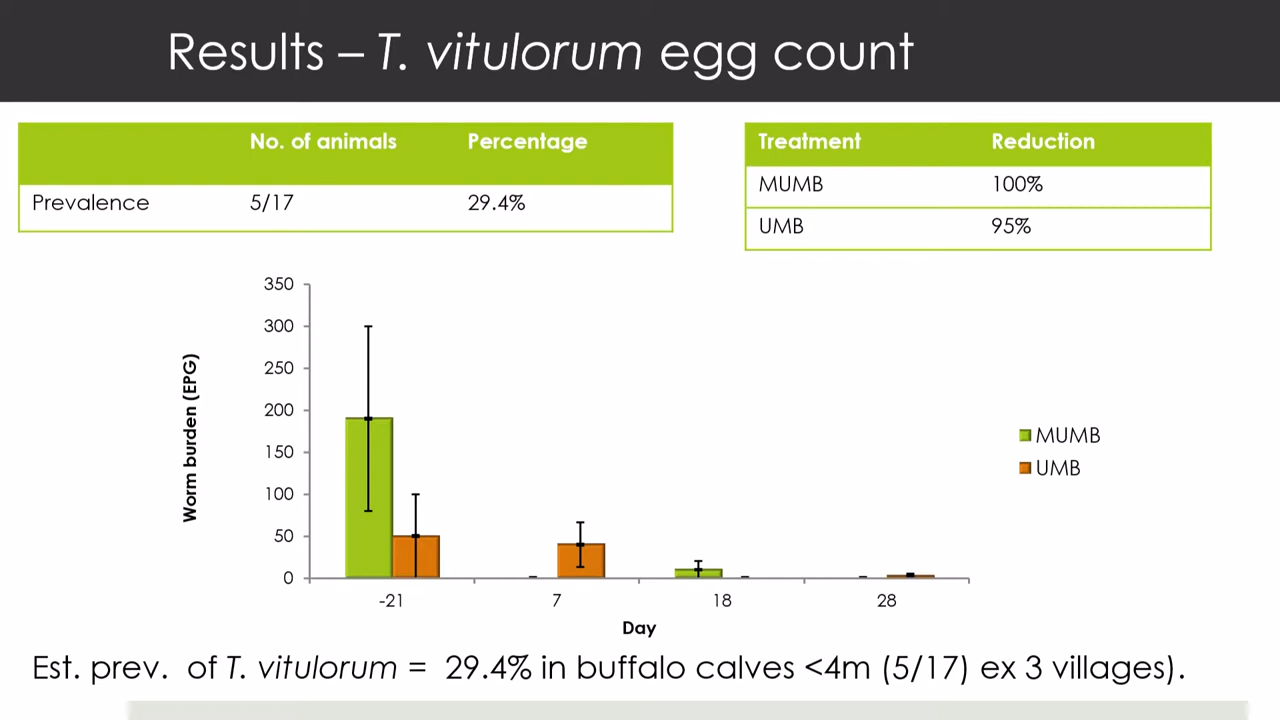 Results – T. vitulorum egg count
No. of animals Percentage
Prevalence 5/17 29.4%
Treatment Reduction
MUMB 100%
UMB 95%
350
300
250
200
150
100
50
0
Worm burden (EPG)
-21 7 18 28
Day
MUMB
UMB
Est. prev. of T. vitulorum = 29.4% in buffalo calves <4m (5/17) ex 3 villages).